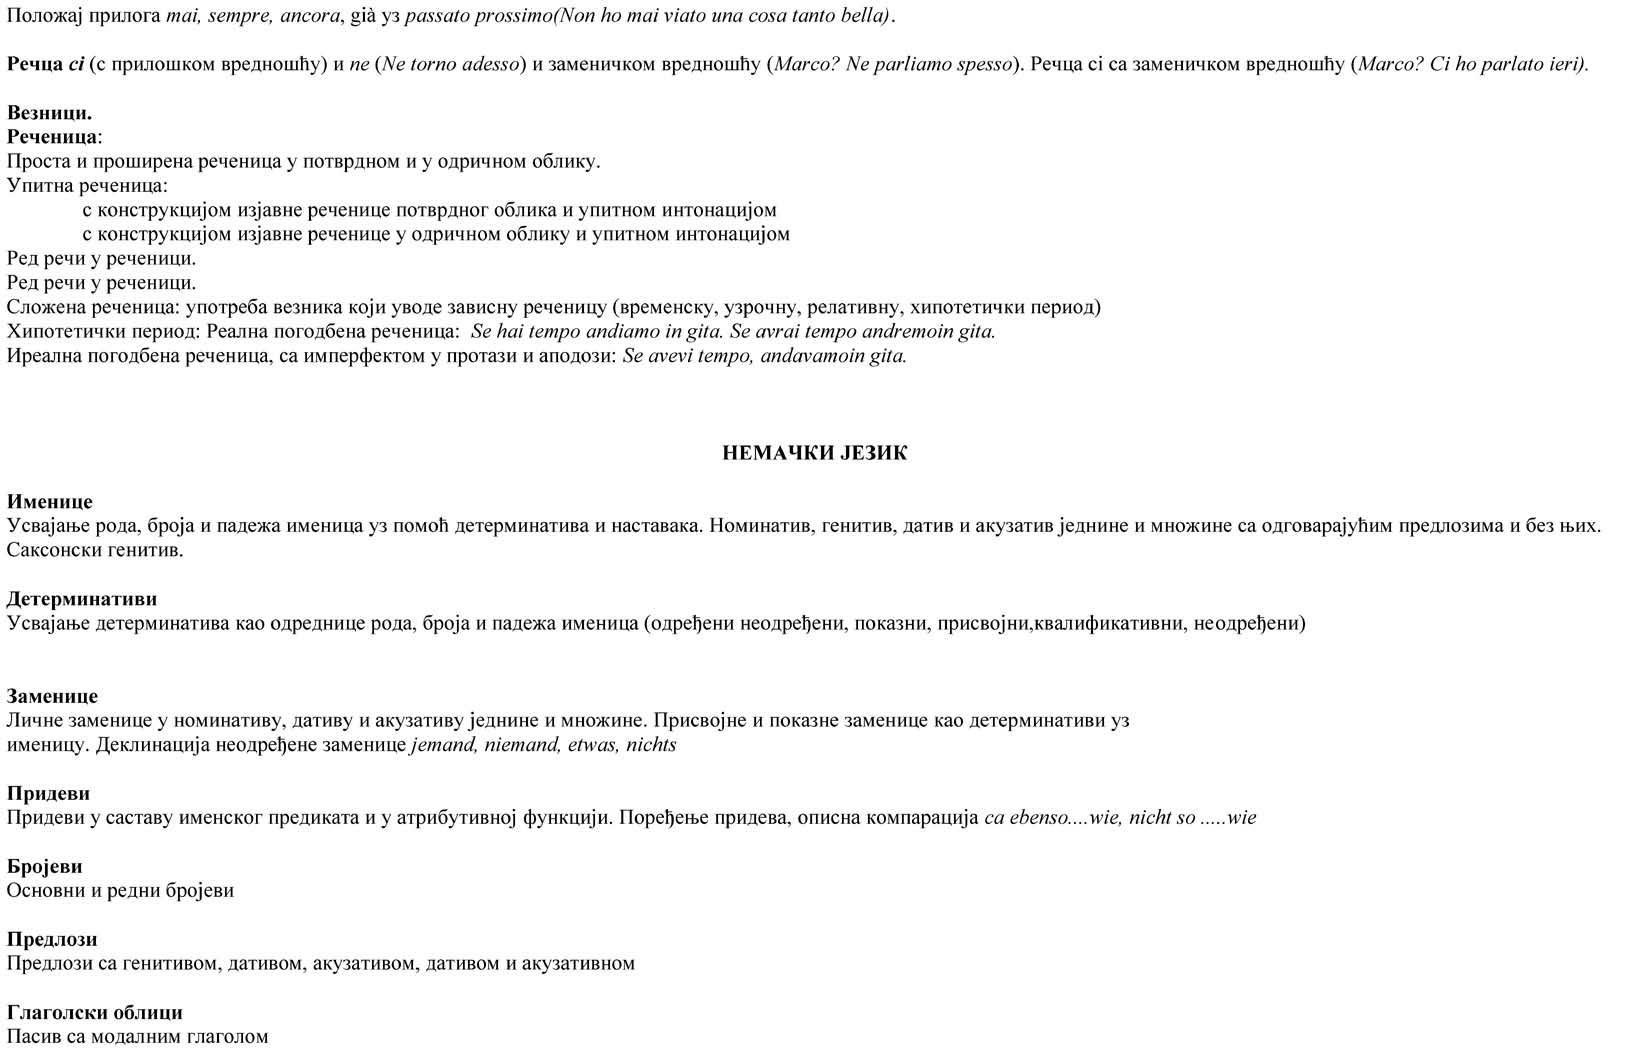 Положај прилога mai, sempre, ancora, già уз passato prossimo(Non ho mai viato una cosa tanto bella).
Речца ci (с прилошком вредношћу) и ne (Ne torno adesso) и заменичком вредношћу (Marco? Ne parliamo spesso). Речца ci са заменичком вредношћу (Marco? Ci ho parlato ieri).
Везници.
Реченица:
Проста и проширена реченица у потврдном и у одричном облику.
Упитна реченица:
с конструкцијом изјавне реченице потврдног облика и упитном интонацијом
с конструкцијом изјавне реченице у одричном облику и упитном интонацијом
Ред речи у реченици.
Ред речи у реченици.
Сложена реченица: употреба везника који уводе зависну реченицу (временску, узрочну, релативну, хипотетички период)
Хипотетички период: Реална погодбена реченица: Se hai tempo andiamo in gita. Se avrai tempo andremoin gita.
Иреална погодбена реченица, са имперфектом у протази и аподози: Se avevi tempo, andavamoin gita.
НЕМАЧКИ ЈЕЗИК
Именице
Усвајање рода, броја и падежа именица уз помоћ детерминатива и наставака. Номинатив, генитив, датив и акузатив једнине и множине са одговарајућим предлозима и без њих.
Саксонски генитив.
Детерминативи
Усвајање детерминатива као одреднице рода, броја и падежа именица (одређени неодређени, показни, присвојни,квалификативни, неодређени)
Заменице
Личне заменице у номинативу, дативу и акузативу једнине и множине. Присвојне и показне заменице као детерминативи уз
именицу. Деклинација неодређене заменице jemand, niemand, etwas, nichts
Придеви
Придеви у саставу именског предиката и у атрибутивној функцији. Поређење придева, описна компарација ca ebenso....wie, nicht so .....wie
Бројеви
Основни и редни бројеви
Предлози
Предлози са генитивом, дативом, акузативом, дативом и акузативном
Глаголски облици
Пасив са модалним глаголом